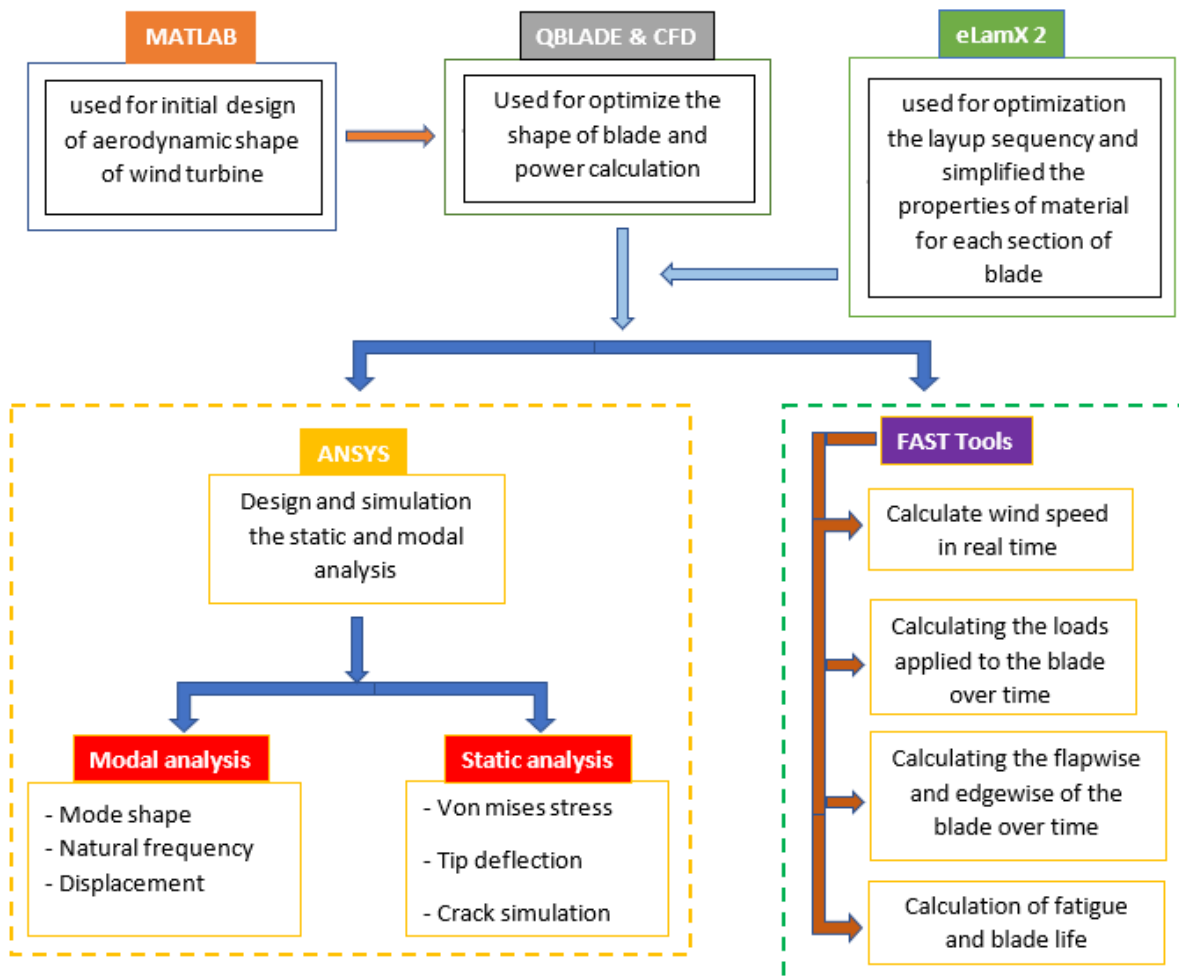 MATLAB
used for initial design
of aerodynamic shape
of wind turbine
QBLADE & CFD
Used for optimize the
shape of blade and
power calculation
eLamX 2
used for optimization
the layup sequency and
simplified the
properties of material
for each section of
blade
ANSYS
Design and simulation
the static and modal
analysis
Modal analysis
- Mode shape
- Natural frequency
- Displacement
Static analysis
- Von mises stress
- Tip deflection
- Crack simulation
FAST Tools
Calculate wind speed
in real time
Calculating the loads
applied to the blade
over time
Calculating the flapwise
and edgewise of the
blade over time
Calculation of fatigue
and blade life